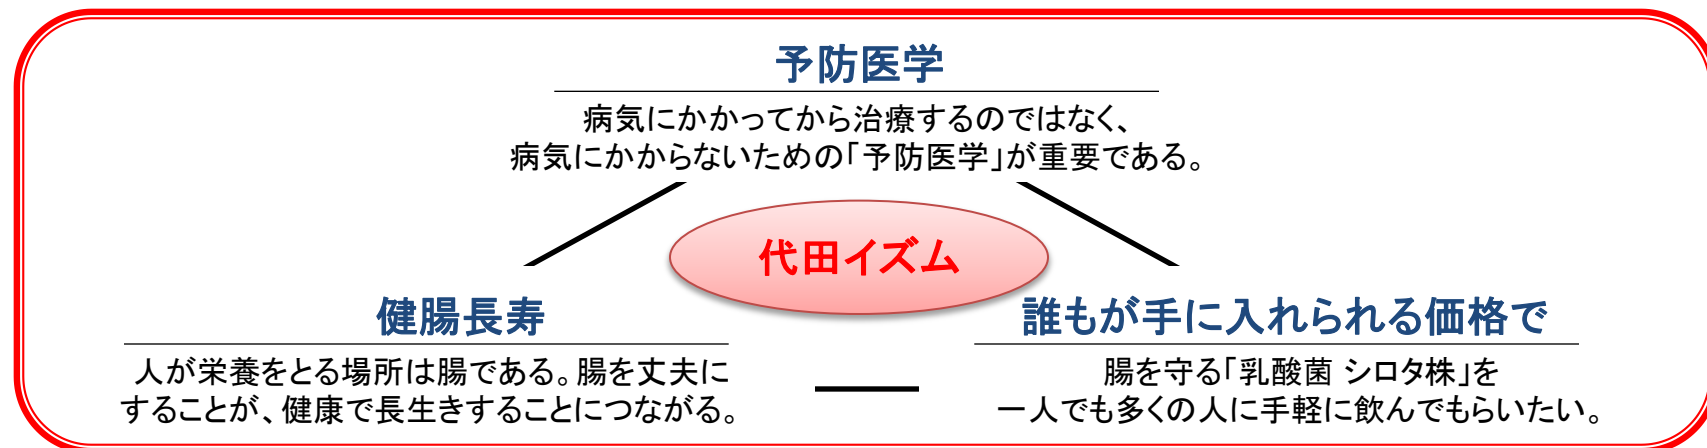 予防医学
病気にかかってから治療するのではなく、
病気にかからないための「予防医学」が重要である。
代田イズム
健腸長寿
人が栄養をとる場所は腸である。腸を丈夫に
することが、健康で長生きすることにつながる。
誰もが手に入れられる価格で
腸を守る「乳酸菌 シロタ株」を
一人でも多くの人に手軽に飲んでもらいたい。